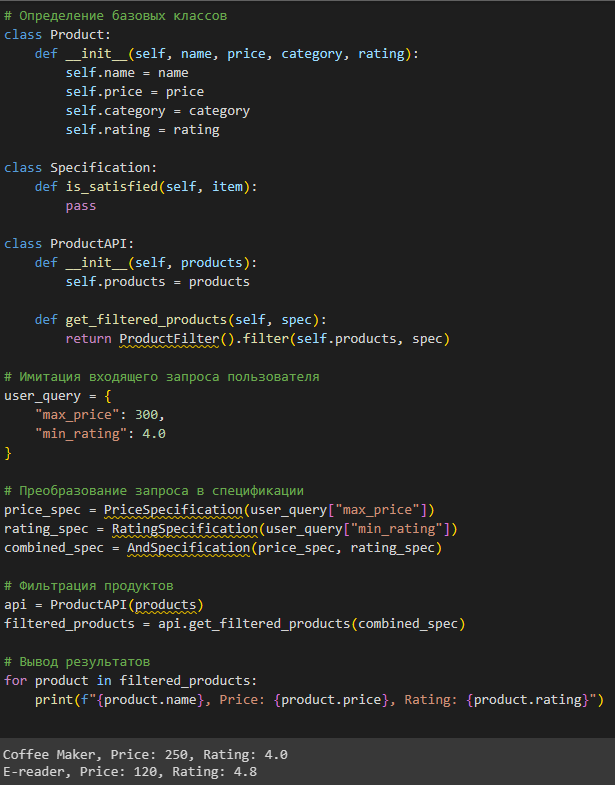 # Определение базовых классов
class Product:
    def __init__(self, name, price, category, rating):
        self.name = name
        self.price = price
        self.category = category
        self.rating = rating

class Specification:
    def is_satisfied(self, item):
        pass

class ProductAPI:
    def __init__(self, products):
        self.products = products

    def get_filtered_products(self, spec):
        return ProductFilter().filter(self.products, spec)

# Имитация входящего запроса пользователя
user_query = {
    "max_price": 300,
    "min_rating": 4.0
}

# Преобразование запроса в спецификации
price_spec = PriceSpecification(user_query["max_price"])
rating_spec = RatingSpecification(user_query["min_rating"])
combined_spec = AndSpecification(price_spec, rating_spec)

# Фильтрация продуктов
api = ProductAPI(products)
filtered_products = api.get_filtered_products(combined_spec)

# Вывод результатов
for product in filtered_products:
    print(f"{product.name}, Price: {product.price}, Rating: {product.rating}")

Coffee Maker, Price: 250, Rating: 4.0
E-reader, Price: 120, Rating: 4.8